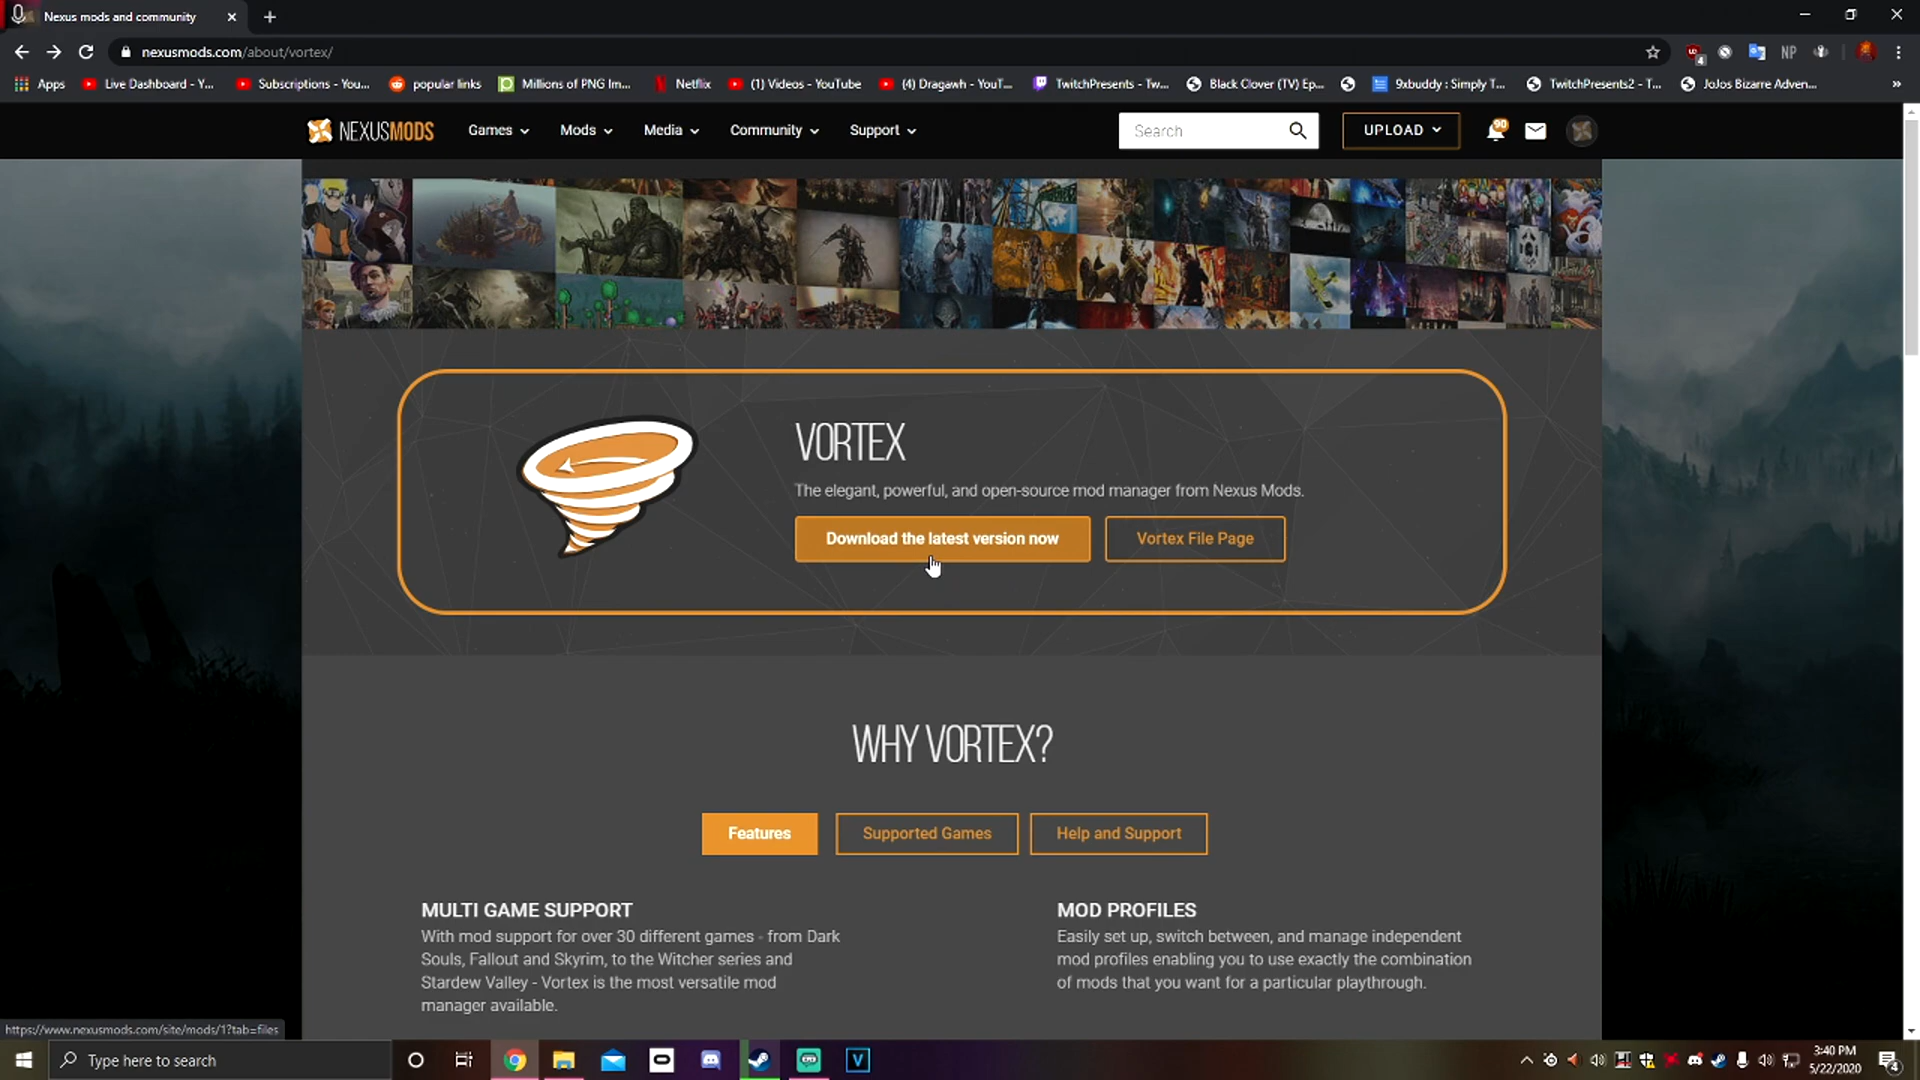 Nexus mods and community
nexusmods.com/about/vortex/
Apps
Live Dashboard - Y...
Subscriptions - You...
popular links
Millions of PNG Im...
Netflix
(1) Videos - YouTube
(4) Dragawh - YouT...
TwitchPresents - Tw...
Black Clover (TV) Ep...
9xbuddy : Simply T...
TwitchPresents2 - T...
JoJos Bizarre Adven...
NEXUSMODS
Games
Mods
Media
Community
Support
Search
UPLOAD
90
VORTEX
The elegant, powerful, and open-source mod manager from Nexus Mods.
Download the latest version now
Vortex File Page
WHY VORTEX?
Features
Supported Games
Help and Support
MULTI GAME SUPPORT
With mod support for over 30 different games - from Dark
Souls, Fallout and Skyrim, to the Witcher series and
Stardew Valley - Vortex is the most versatile mod
manager available.
MOD PROFILES
Easily set up, switch between, and manage independent
mod profiles enabling you to use exactly the combination
of mods that you want for a particular playthrough.
https://www.nexusmods.com/site/mods/1?tab=files
Type here to search
3:40 PM
5/22/2020